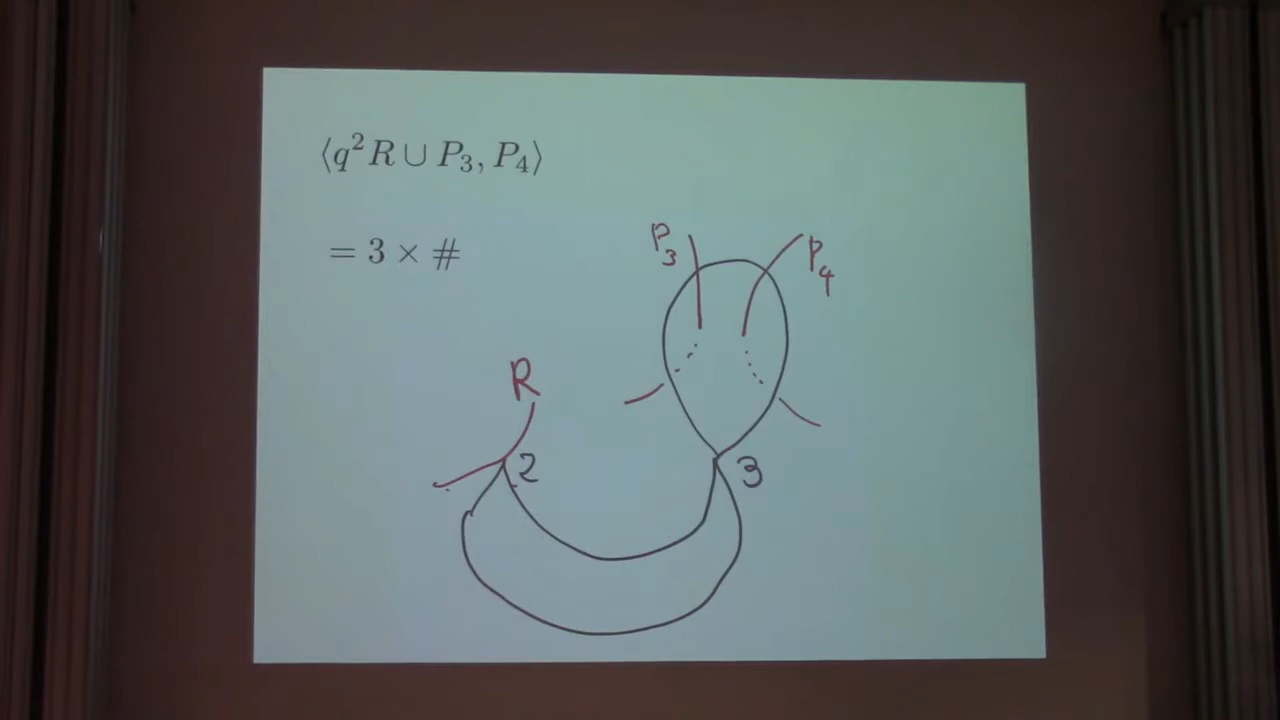 ⟨q²R ∪ P₃, P₄⟩
= 3 × #
P₃
P₄
R
2
3